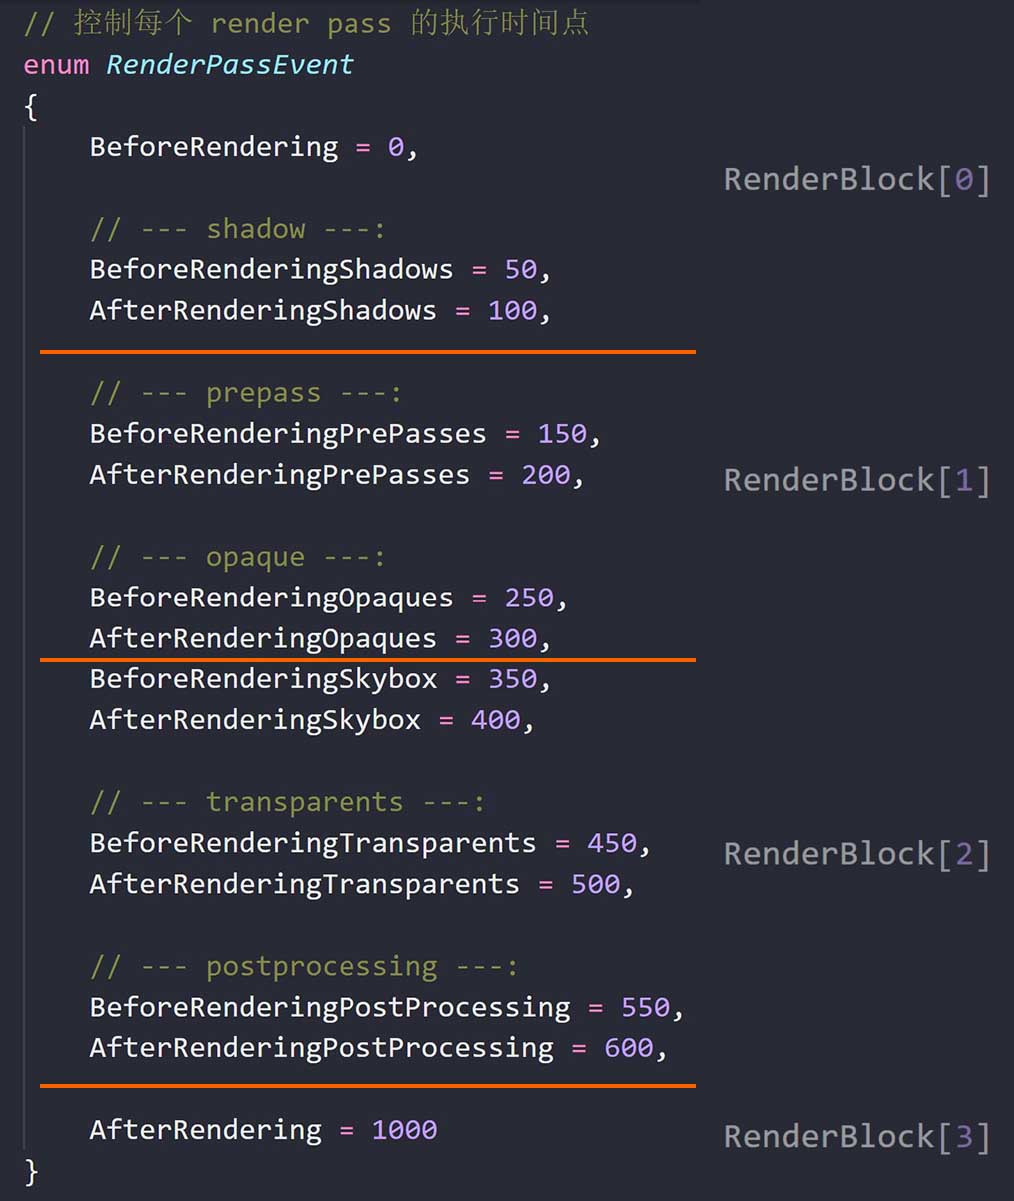 // 控制每个 render pass 的执行时间点
enum RenderPassEvent
{
BeforeRendering = 0,
RenderBlock[0]
// --- shadow ---:
BeforeRenderingShadows = 50,
AfterRenderingShadows = 100,
// --- prepass ---:
BeforeRenderingPrePasses = 150,
AfterRenderingPrePasses = 200,
RenderBlock[1]
// --- opaque ---:
BeforeRenderingOpaques = 250,
AfterRenderingOpaques = 300,
BeforeRenderingSkybox = 350,
AfterRenderingSkybox = 400,
// --- transparents ---:
BeforeRenderingTransparents = 450,
RenderBlock[2]
AfterRenderingTransparents = 500,
// --- postprocessing ---:
BeforeRenderingPostProcessing = 550,
AfterRenderingPostProcessing = 600,
AfterRendering = 1000
RenderBlock[3]
}